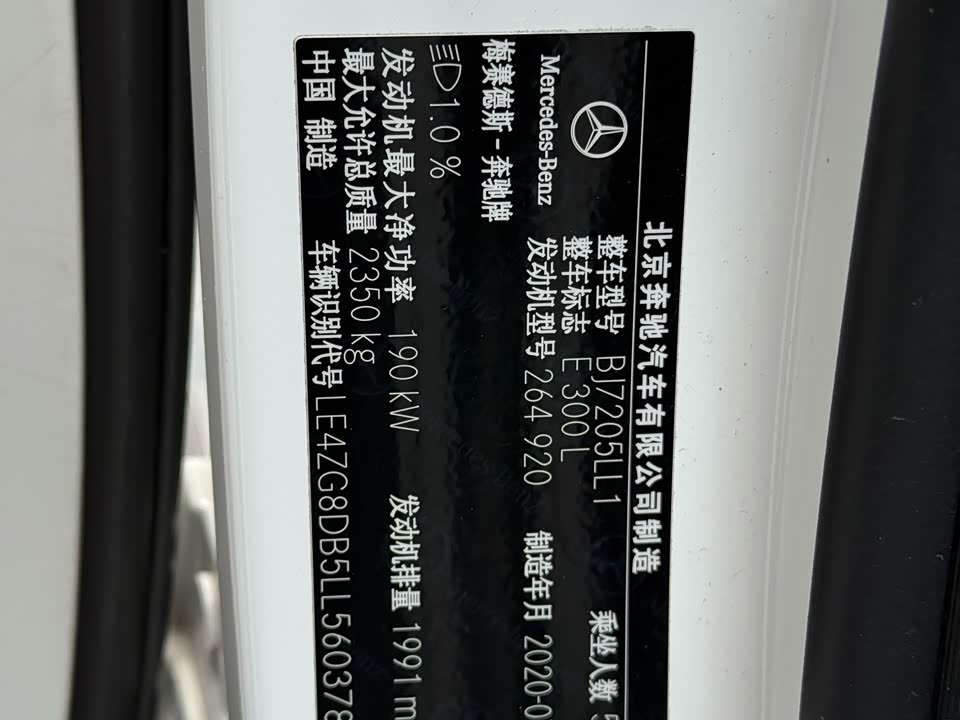 北京奔驰汽车有限公司制造
Mercedes-Benz
梅赛德斯-奔驰牌
整车型号 BJ7205LL1 乘坐人数 5
整车标志 E 300 L
发动机型号 264 920 制造年月 2020-0
1.0 %
发动机最大净功率 190 kW 发动机排量 1991 m
最大允许总质量 2350 kg
中国 制造 车辆识别代号 LE4ZG8DB5LL560378